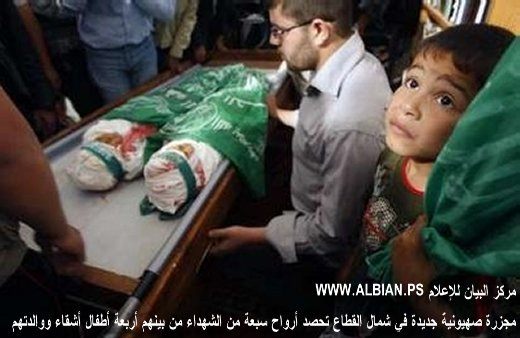 مركز البيان للإعلام WWW.ALBIAN.PS
مجزرة صهيونية جديدة في شمال القطاع تحصد أرواح سبعة من الشهداء من بينهم أربعة أطفال أشقاء ووالدتهم